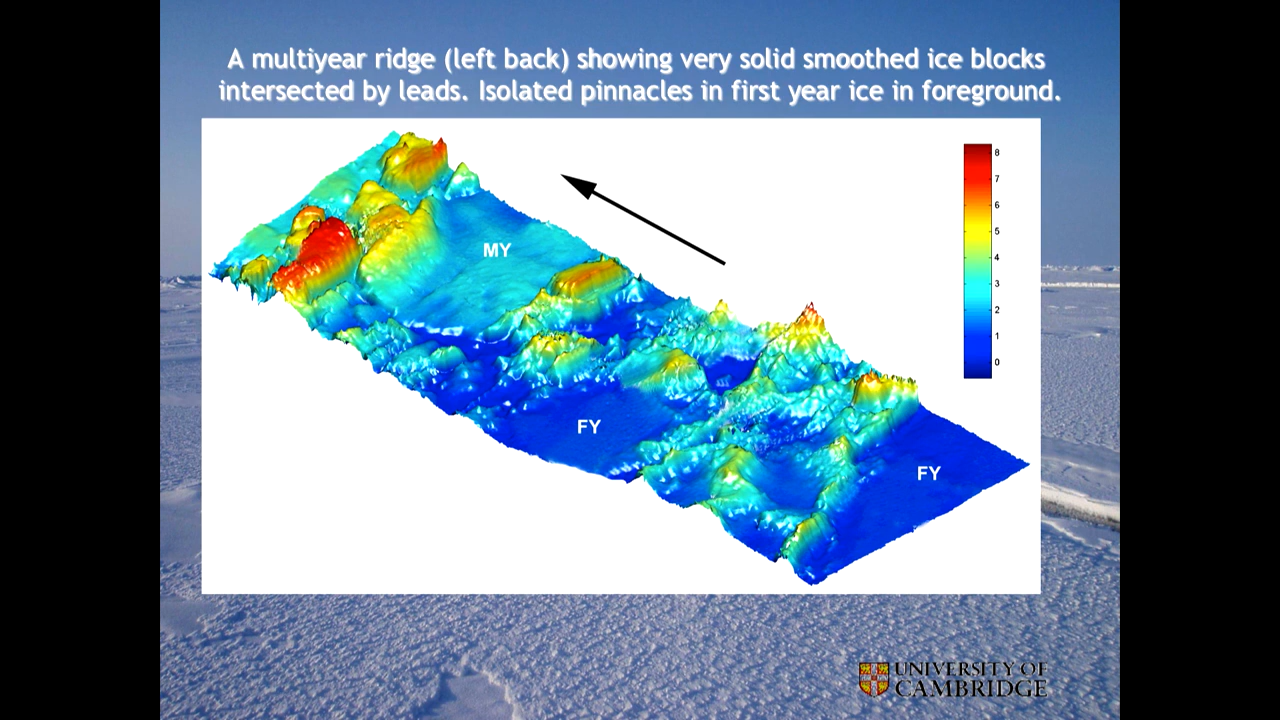 A multiyear ridge (left back) showing very solid smoothed ice blocks
intersected by leads. Isolated pinnacles in first year ice in foreground.
8
7
6
5
4
3
2
1
0
MY
FY
FY
UNIVERSITY OF
CAMBRIDGE